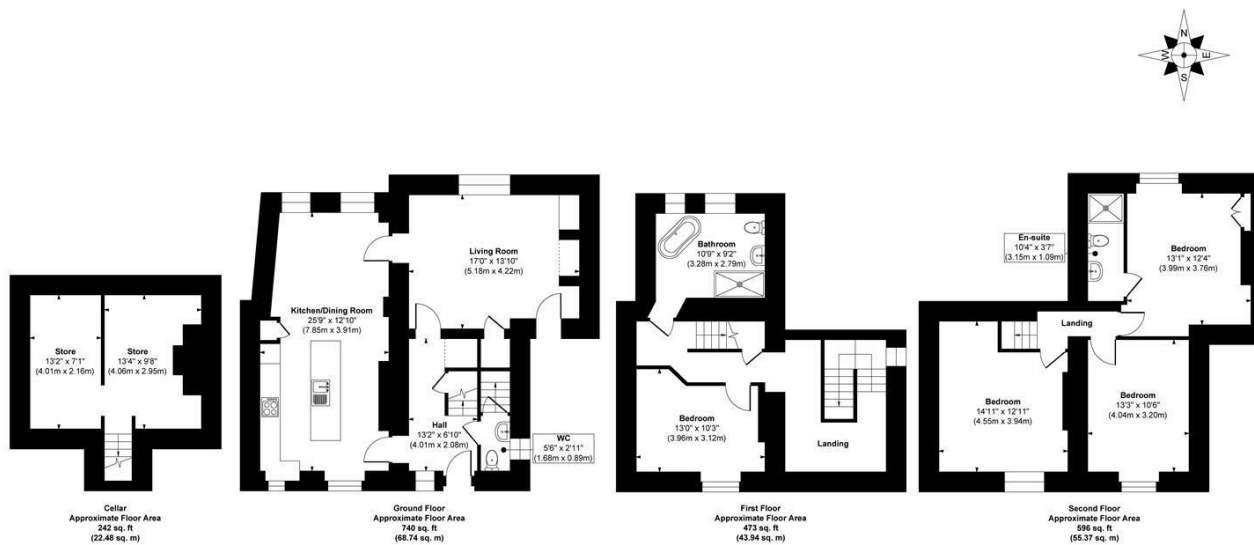 N
W
E
S
Store
13'2" x 7'1"
(4.01m x 2.16m)
Store
13'4" x 9'8"
(4.06m x 2.95m)
Cellar
Approximate Floor Area
242 sq. ft
(22.48 sq. m)
Kitchen/Dining Room
25'9" x 12'10"
(7.85m x 3.91m)
Living Room
17'0" x 13'10"
(5.18m x 4.22m)
Hall
13'2" x 6'10"
(4.01m x 2.08m)
WC
5'6" x 2'11"
(1.68m x 0.89m)
Ground Floor
Approximate Floor Area
740 sq. ft
(68.74 sq. m)
Bathroom
10'9" x 9'2"
(3.28m x 2.79m)
Bedroom
13'0" x 10'3"
(3.96m x 3.12m)
Landing
First Floor
Approximate Floor Area
473 sq. ft
(43.94 sq. m)
En-suite
10'4" x 3'7"
(3.15m x 1.09m)
Bedroom
13'1" x 12'4"
(3.99m x 3.76m)
Landing
Bedroom
14'11" x 12'11"
(4.55m x 3.94m)
Bedroom
13'3" x 10'6"
(4.04m x 3.20m)
Second Floor
Approximate Floor Area
596 sq. ft
(55.37 sq. m)